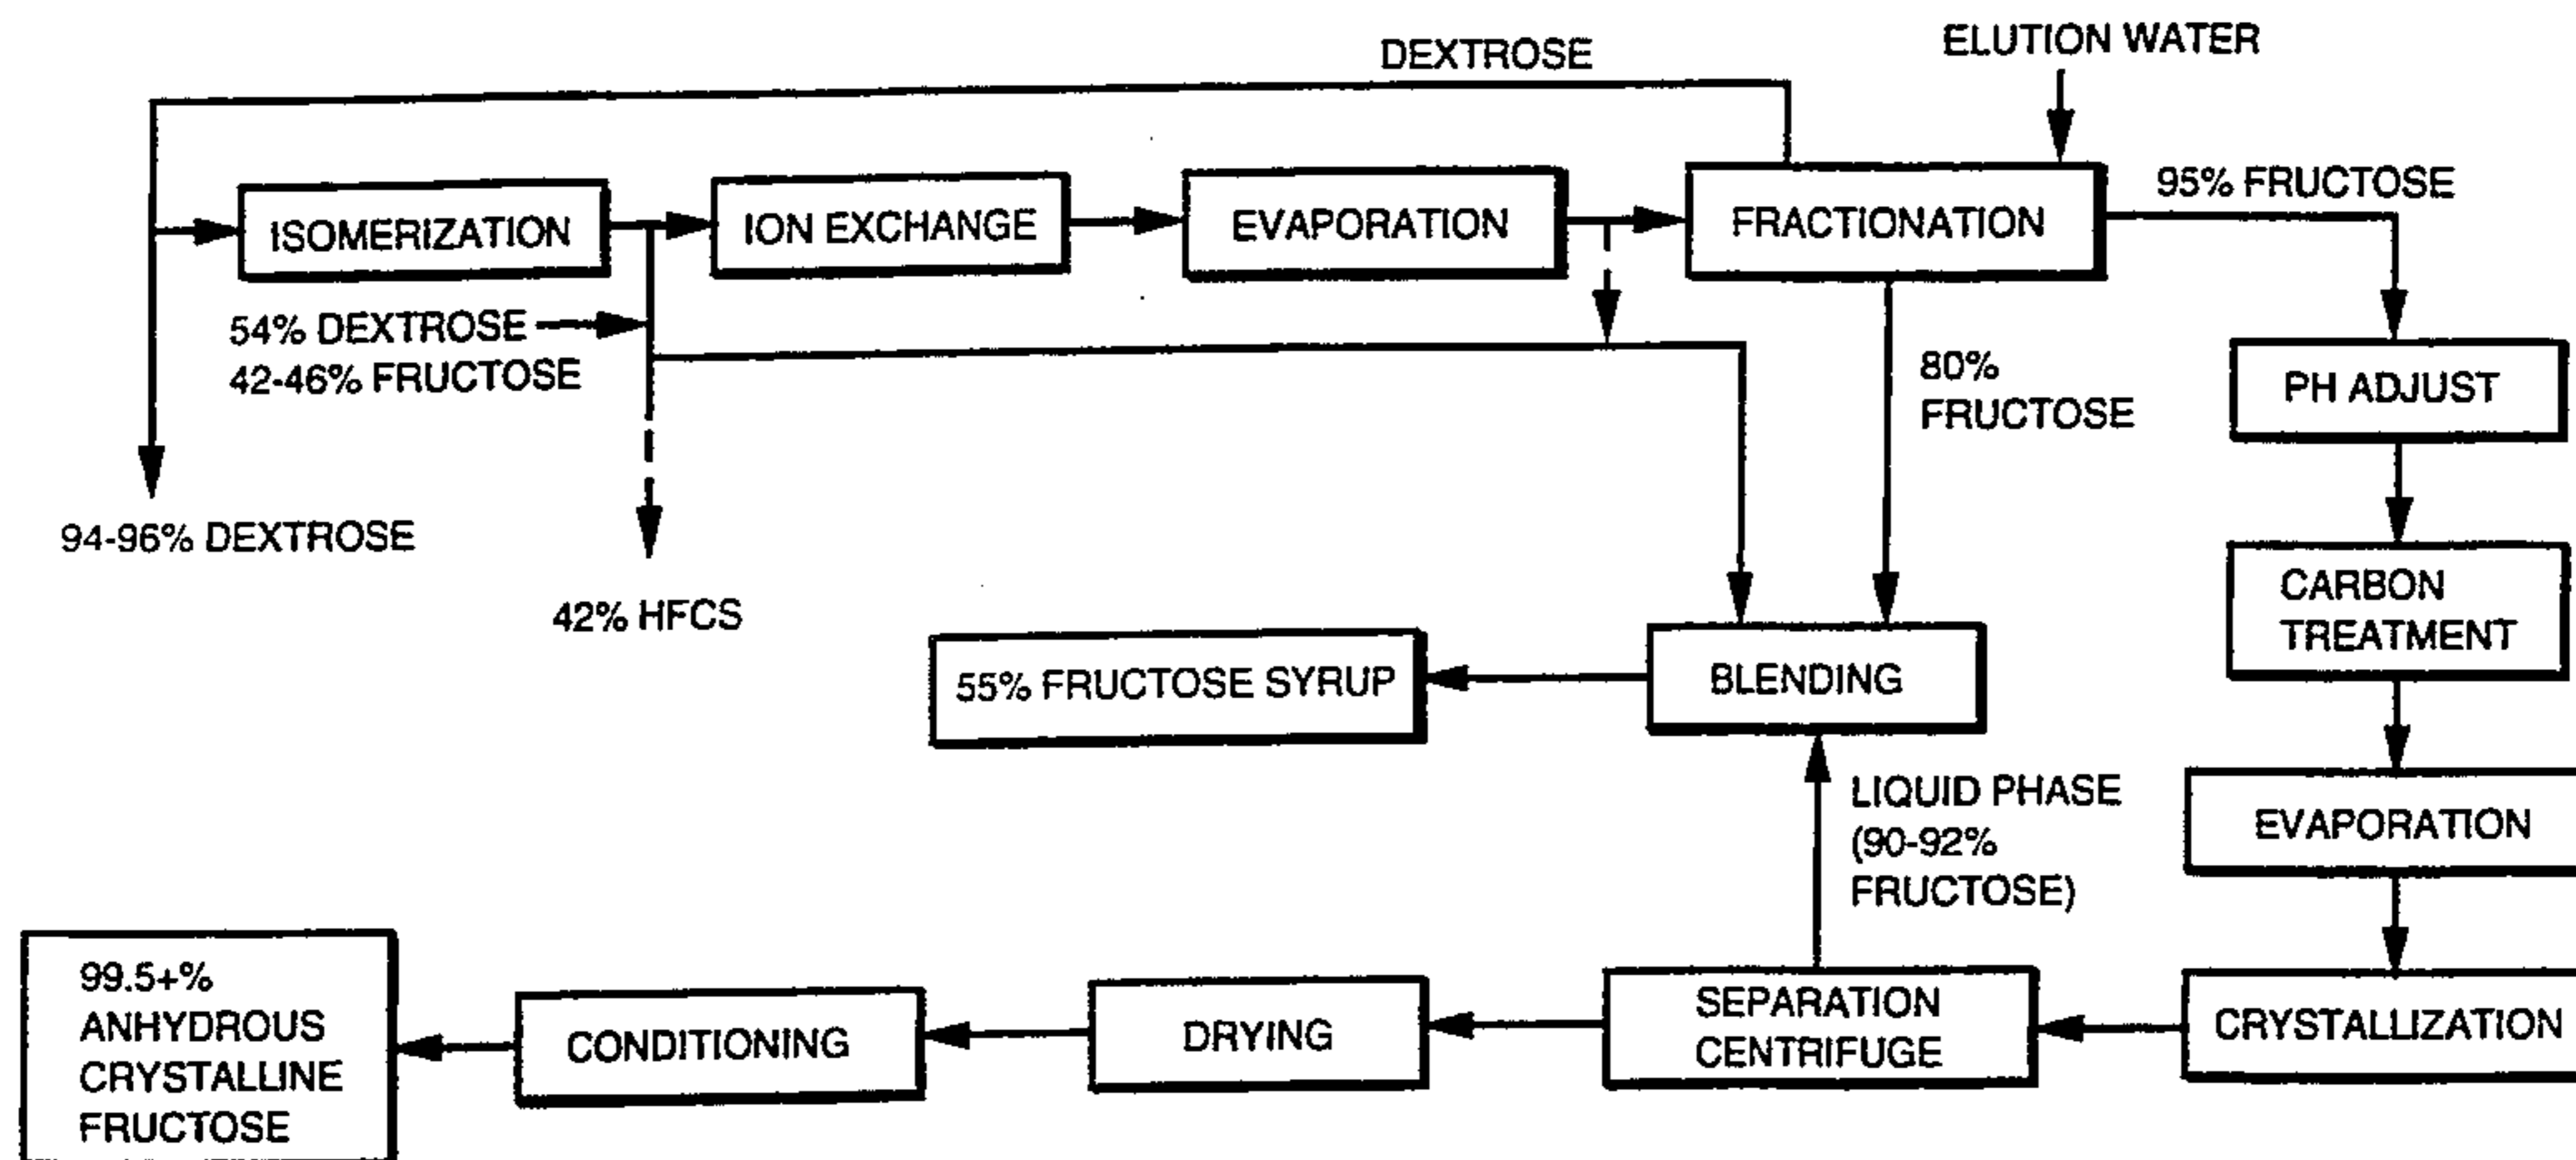 DEXTROSE
ELUTION WATER
95% FRUCTOSE
ISOMERIZATION
ION EXCHANGE
EVAPORATION
FRACTIONATION
54% DEXTROSE
42-46% FRUCTOSE
80%
FRUCTOSE
PH ADJUST
94-96% DEXTROSE
42% HFCS
CARBON
TREATMENT
55% FRUCTOSE SYRUP
BLENDING
LIQUID PHASE
(90-92%
FRUCTOSE)
EVAPORATION
99.5+%
ANHYDROUS
CRYSTALLINE
FRUCTOSE
CONDITIONING
DRYING
SEPARATION
CENTRIFUGE
CRYSTALLIZATION